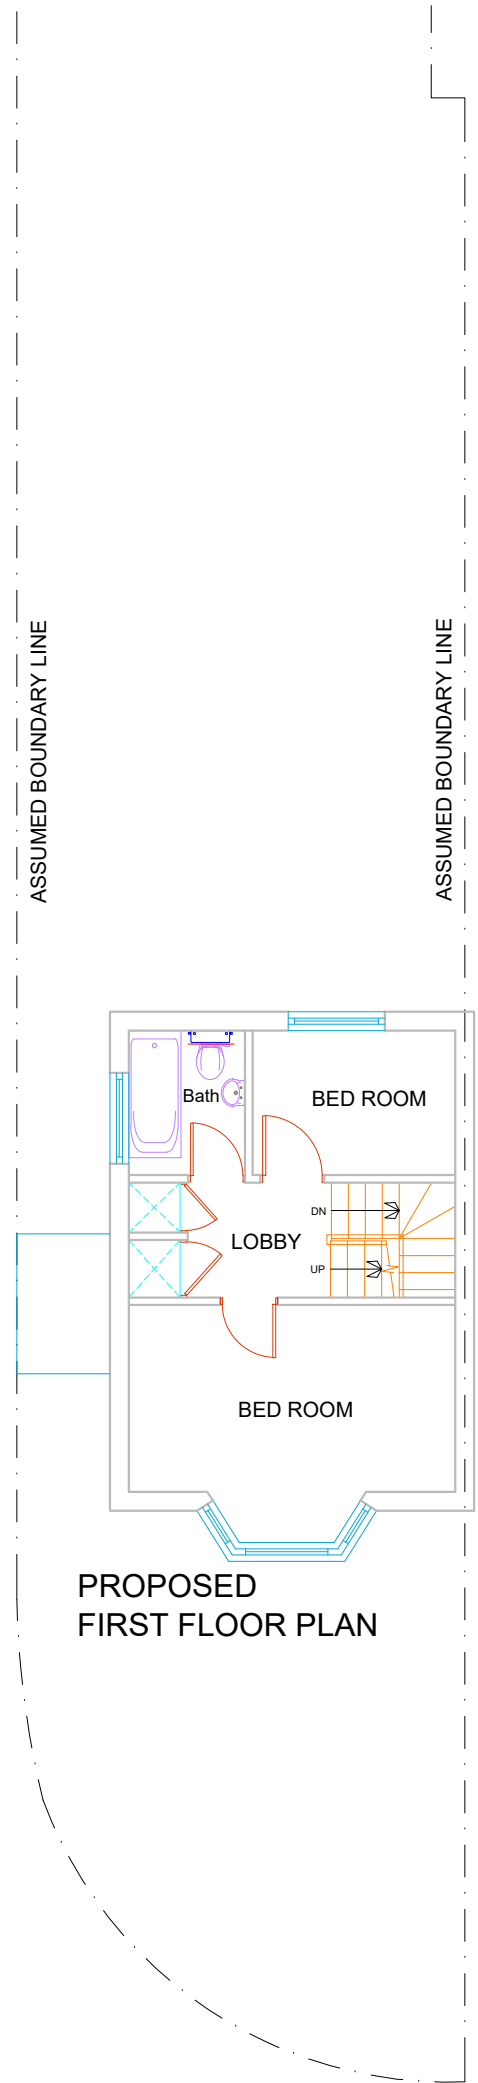 ASSUMED BOUNDARY LINE
ASSUMED BOUNDARY LINE
Bath
BED ROOM
DN
LOBBY
UP
BED ROOM
PROPOSED
FIRST FLOOR PLAN